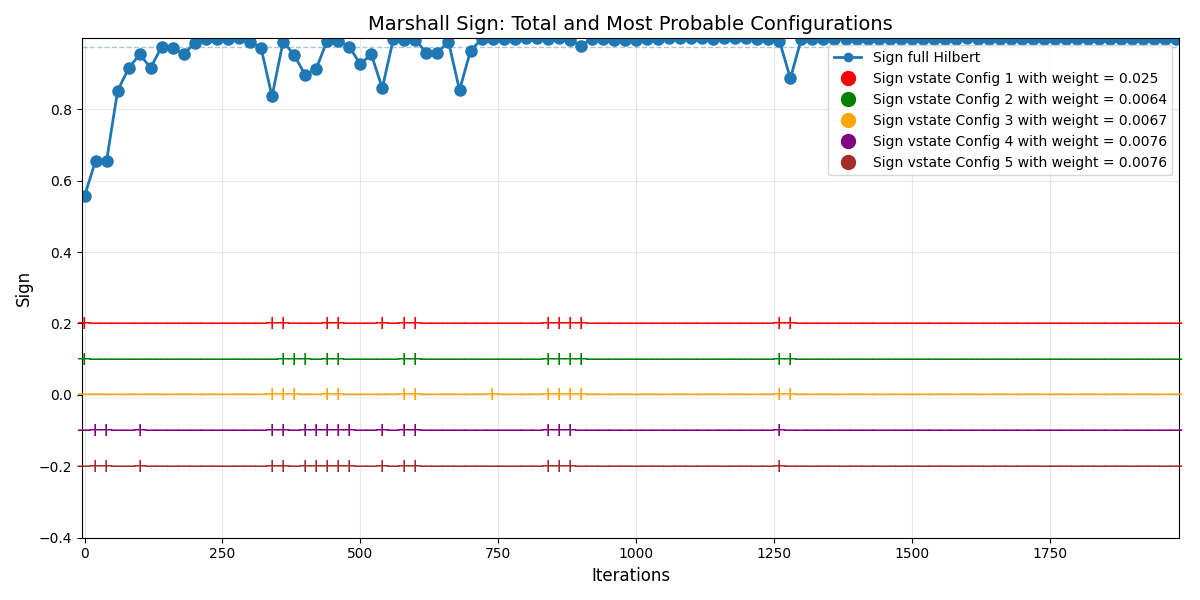 Marshall Sign: Total and Most Probable Configurations
Sign full Hilbert
Sign vstate Config 1 with weight = 0.025
Sign vstate Config 2 with weight = 0.0064
Sign vstate Config 3 with weight = 0.0067
Sign vstate Config 4 with weight = 0.0076
Sign vstate Config 5 with weight = 0.0076
Sign
0.8
0.6
0.4
0.2
0.0
−0.2
−0.4
0 250 500 750 1000 1250 1500 1750
Iterations